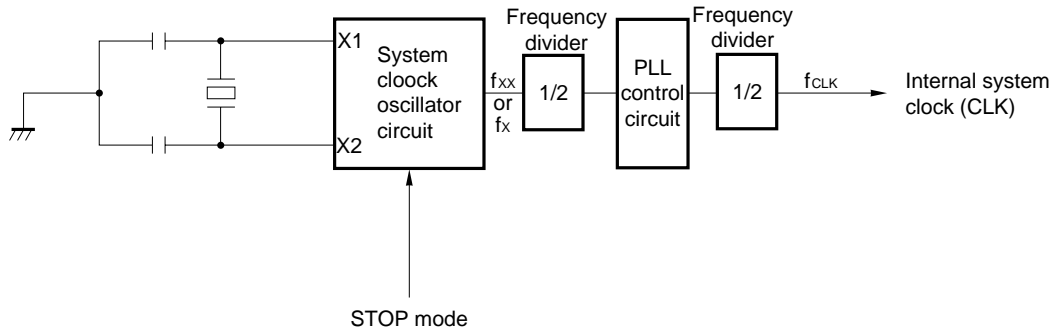 X1
X2
System
cloock
oscillator
circuit
fXX
or
fX
Frequency
divider
1/2
PLL
control
circuit
Frequency
divider
1/2
fCLK
Internal system
clock (CLK)
STOP mode